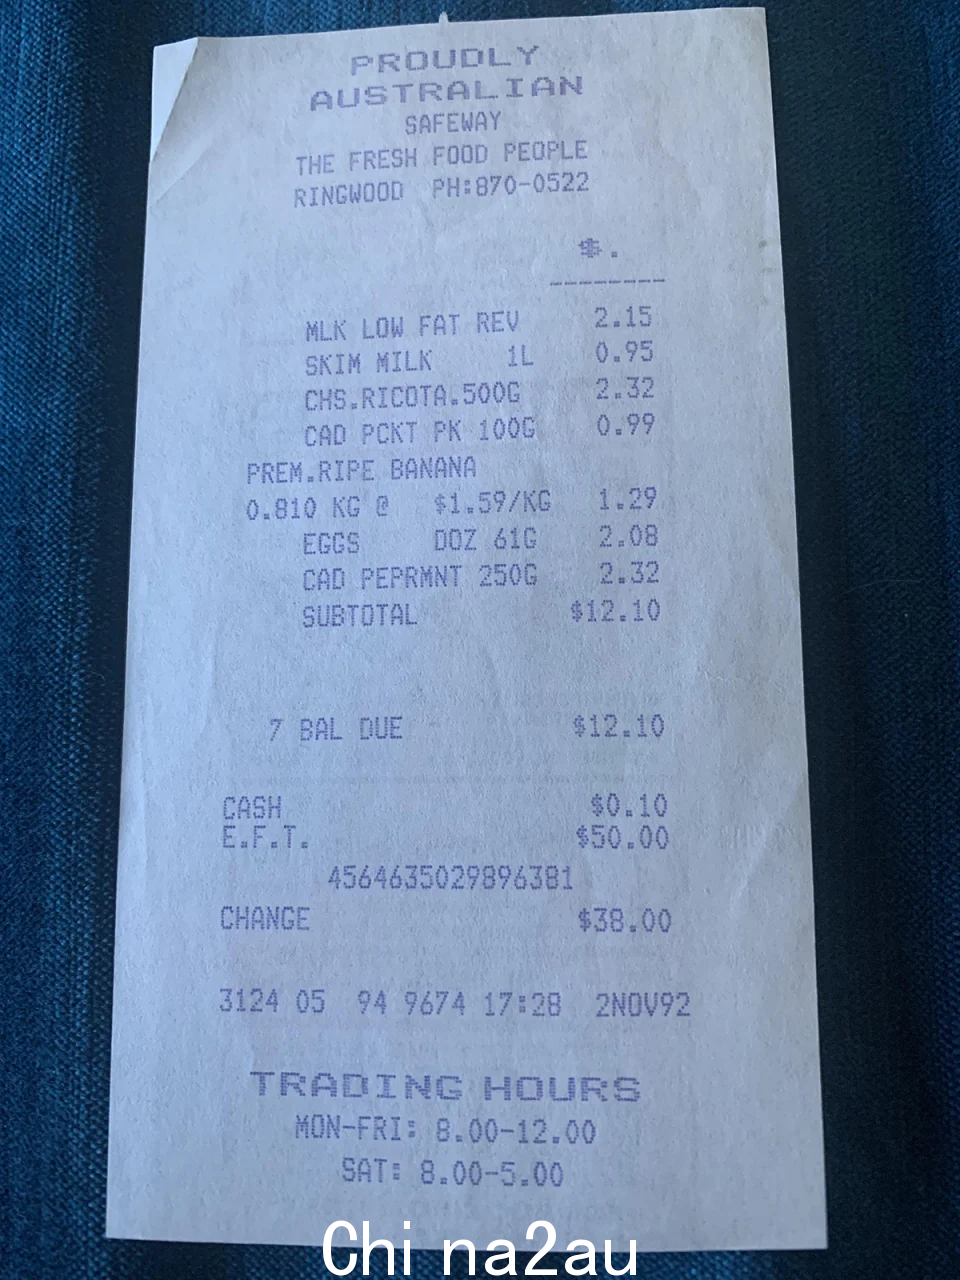 PROUDLY
AUSTRALIAN
SAFEWAY
THE FRESH FOOD PEOPLE
RINGWOOD PH:870-0522
$.
---------
MLK LOW FAT REV 2.15
SKIM MILK 1L 0.95
CHS.RICOTA.500G 2.32
CAD PCKT PK 100G 0.99
PREM.RIPE BANANA
0.810 KG @ $1.59/KG 1.29
EGGS DOZ 61G 2.08
CAD PEPRMNT 250G 2.32
SUBTOTAL $12.10
7 BAL DUE $12.10
CASH $0.10
E.F.T. $50.00
4564635029896381
CHANGE $38.00
3124 05 94 9674 17:28 2NOV92
TRADING HOURS
MON-FRI: 8.00-12.00
SAT: 8.00-5.00
China2au